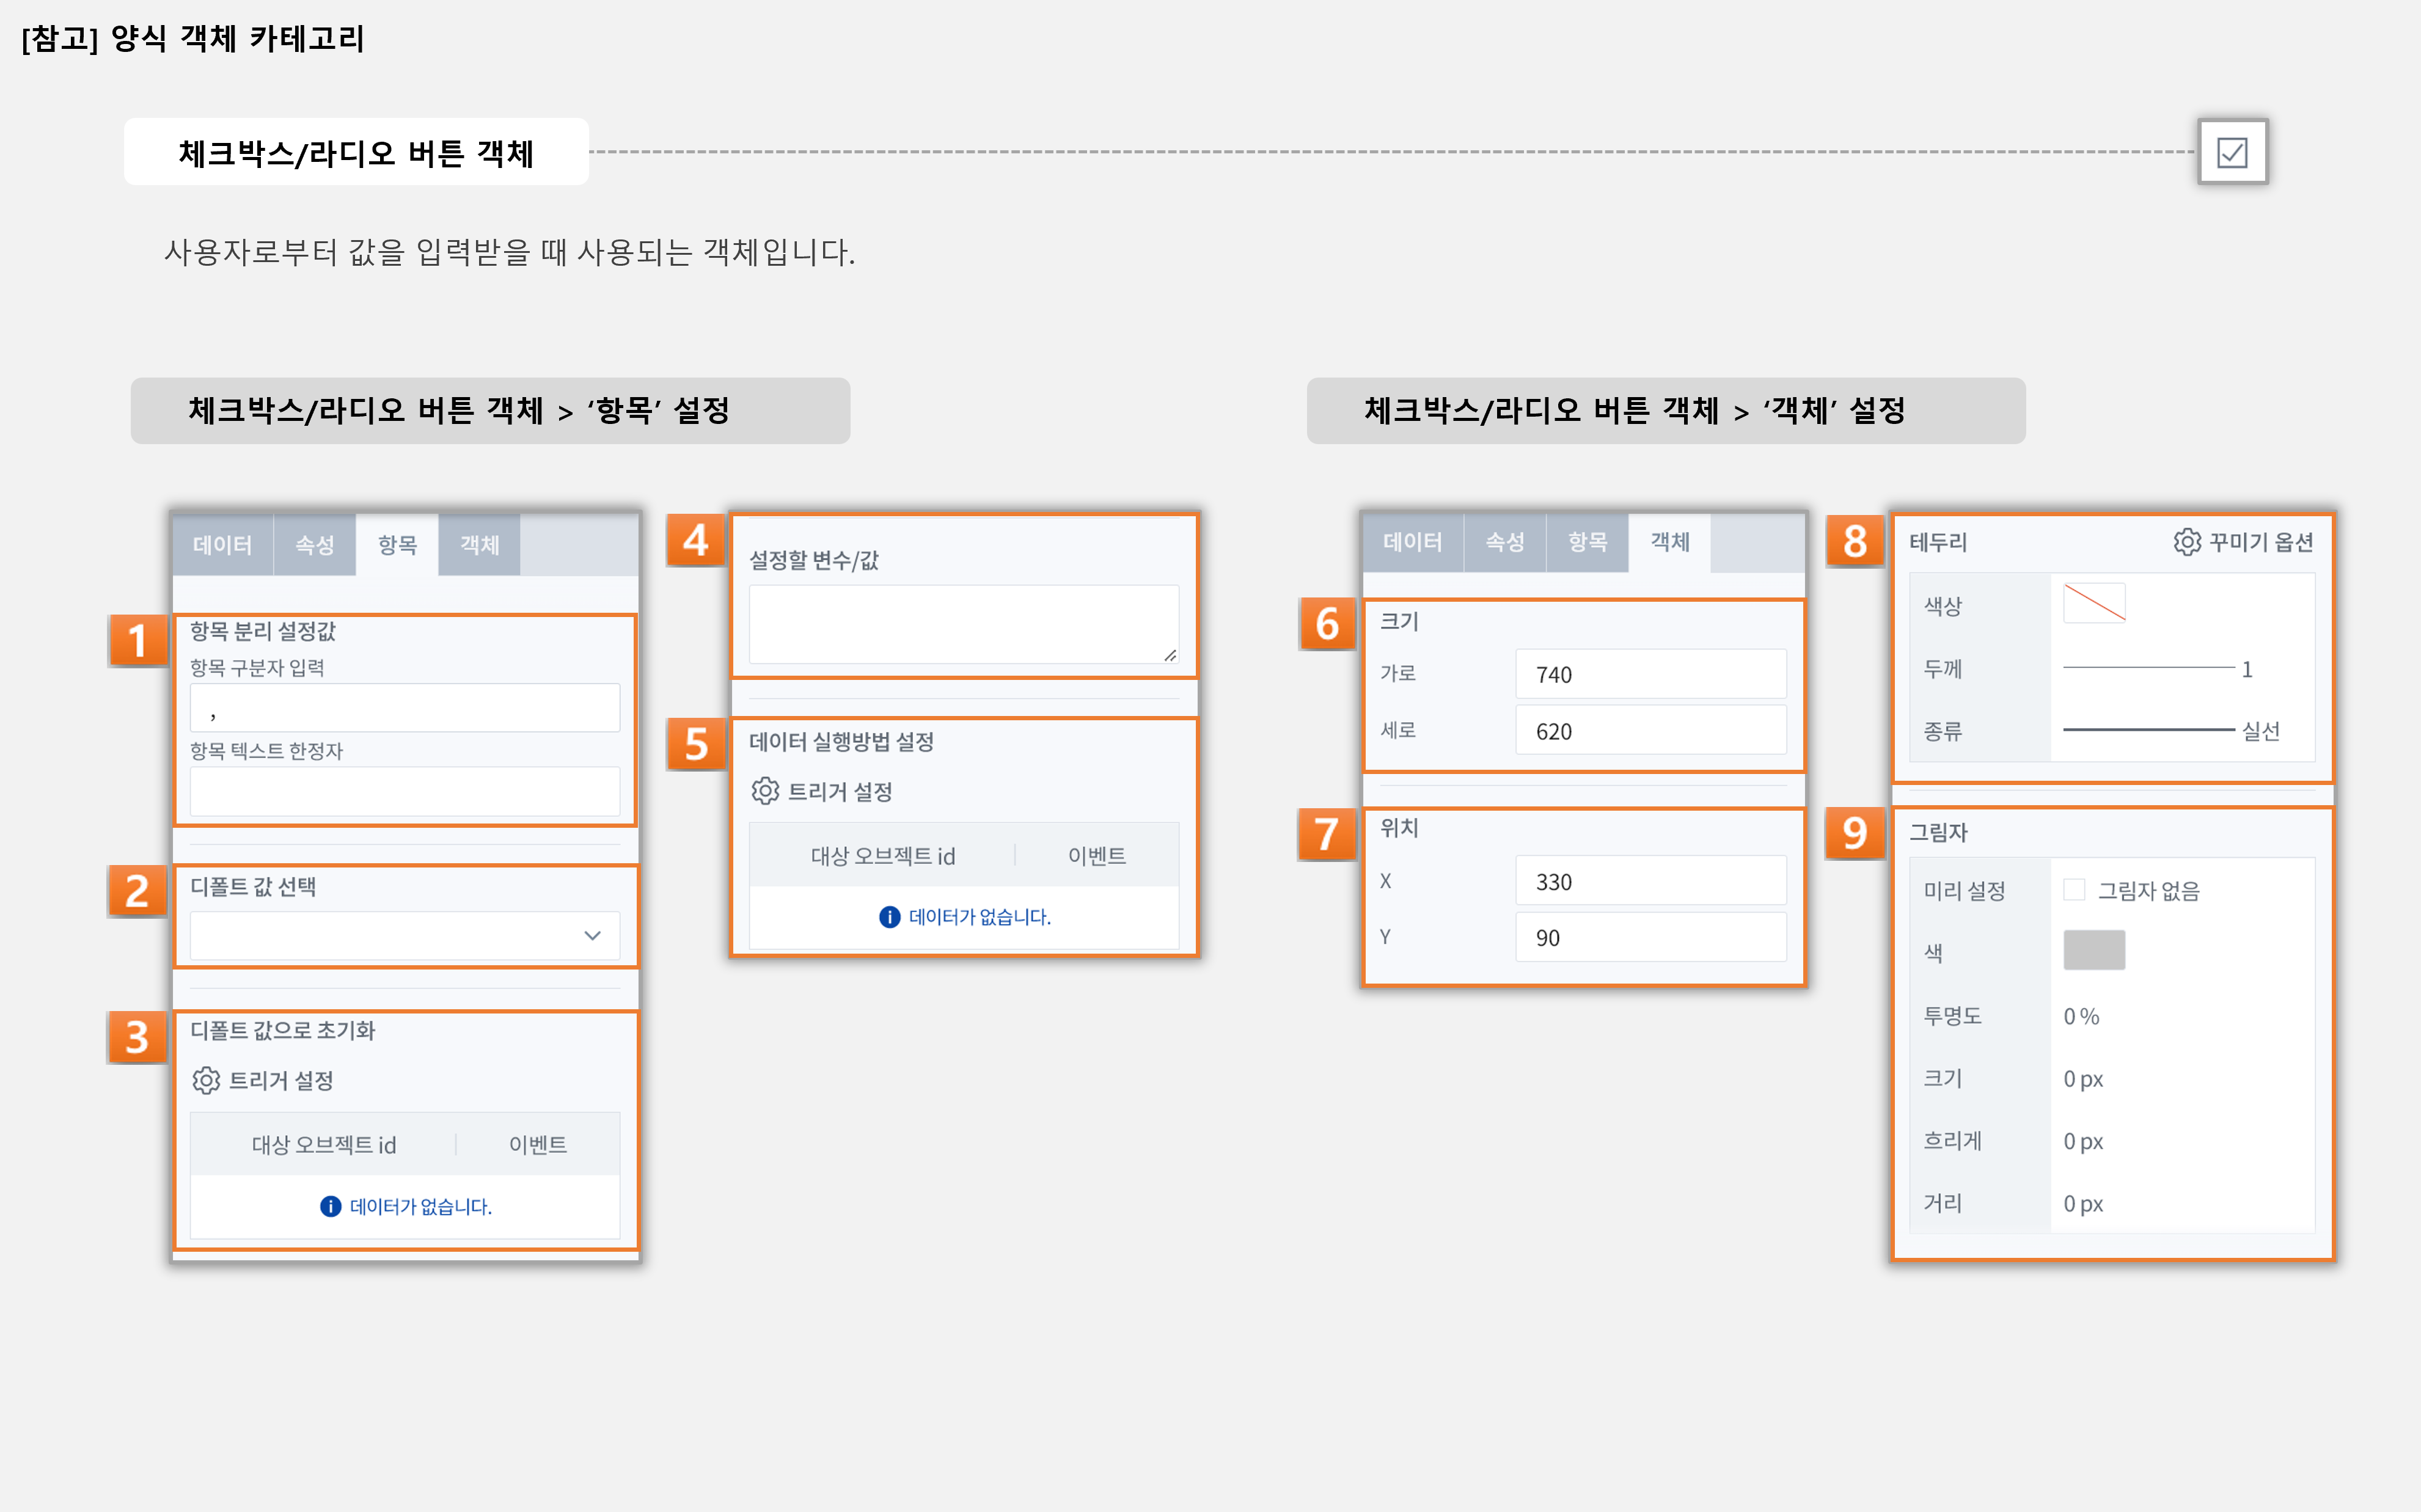 [참고] 양식 객체 카테고리
체크박스/라디오 버튼 객체
사용자로부터 값을 입력받을 때 사용되는 객체입니다.
체크박스/라디오 버튼 객체 > ‘항목’ 설정
데이터 속성 항목 객체
1
항목 분리 설정값
항목 구분자 입력
,
항목 텍스트 한정자
2
디폴트 값 선택
3
디폴트 값으로 초기화
트리거 설정
대상 오브젝트 id 이벤트
데이터가 없습니다.
4
설정할 변수/값
5
데이터 실행방법 설정
트리거 설정
대상 오브젝트 id 이벤트
데이터가 없습니다.
체크박스/라디오 버튼 객체 > ‘객체’ 설정
데이터 속성 항목 객체
6
크기
가로 740
세로 620
7
위치
X 330
Y 90
8
테두리 꾸미기 옵션
색상
두께 1
종류 실선
9
그림자
미리 설정 그림자 없음
색
투명도 0 %
크기 0 px
흐리게 0 px
거리 0 px